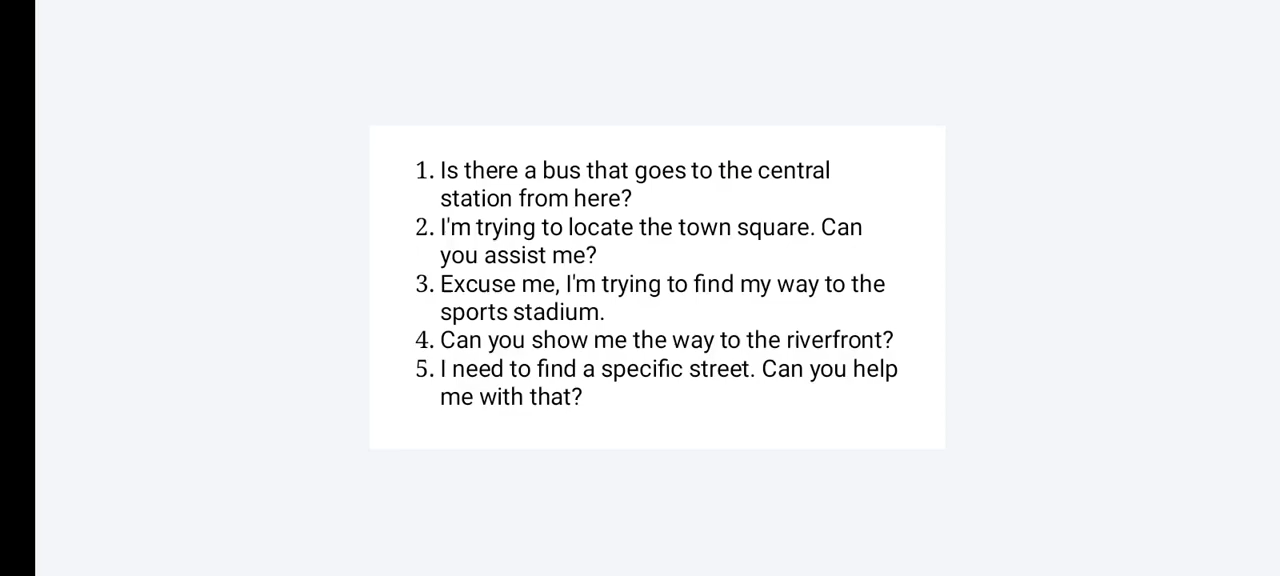 1. Is there a bus that goes to the central
station from here?
2. I'm trying to locate the town square. Can
you assist me?
3. Excuse me, I'm trying to find my way to the
sports stadium.
4. Can you show me the way to the riverfront?
5. I need to find a specific street. Can you help
me with that?